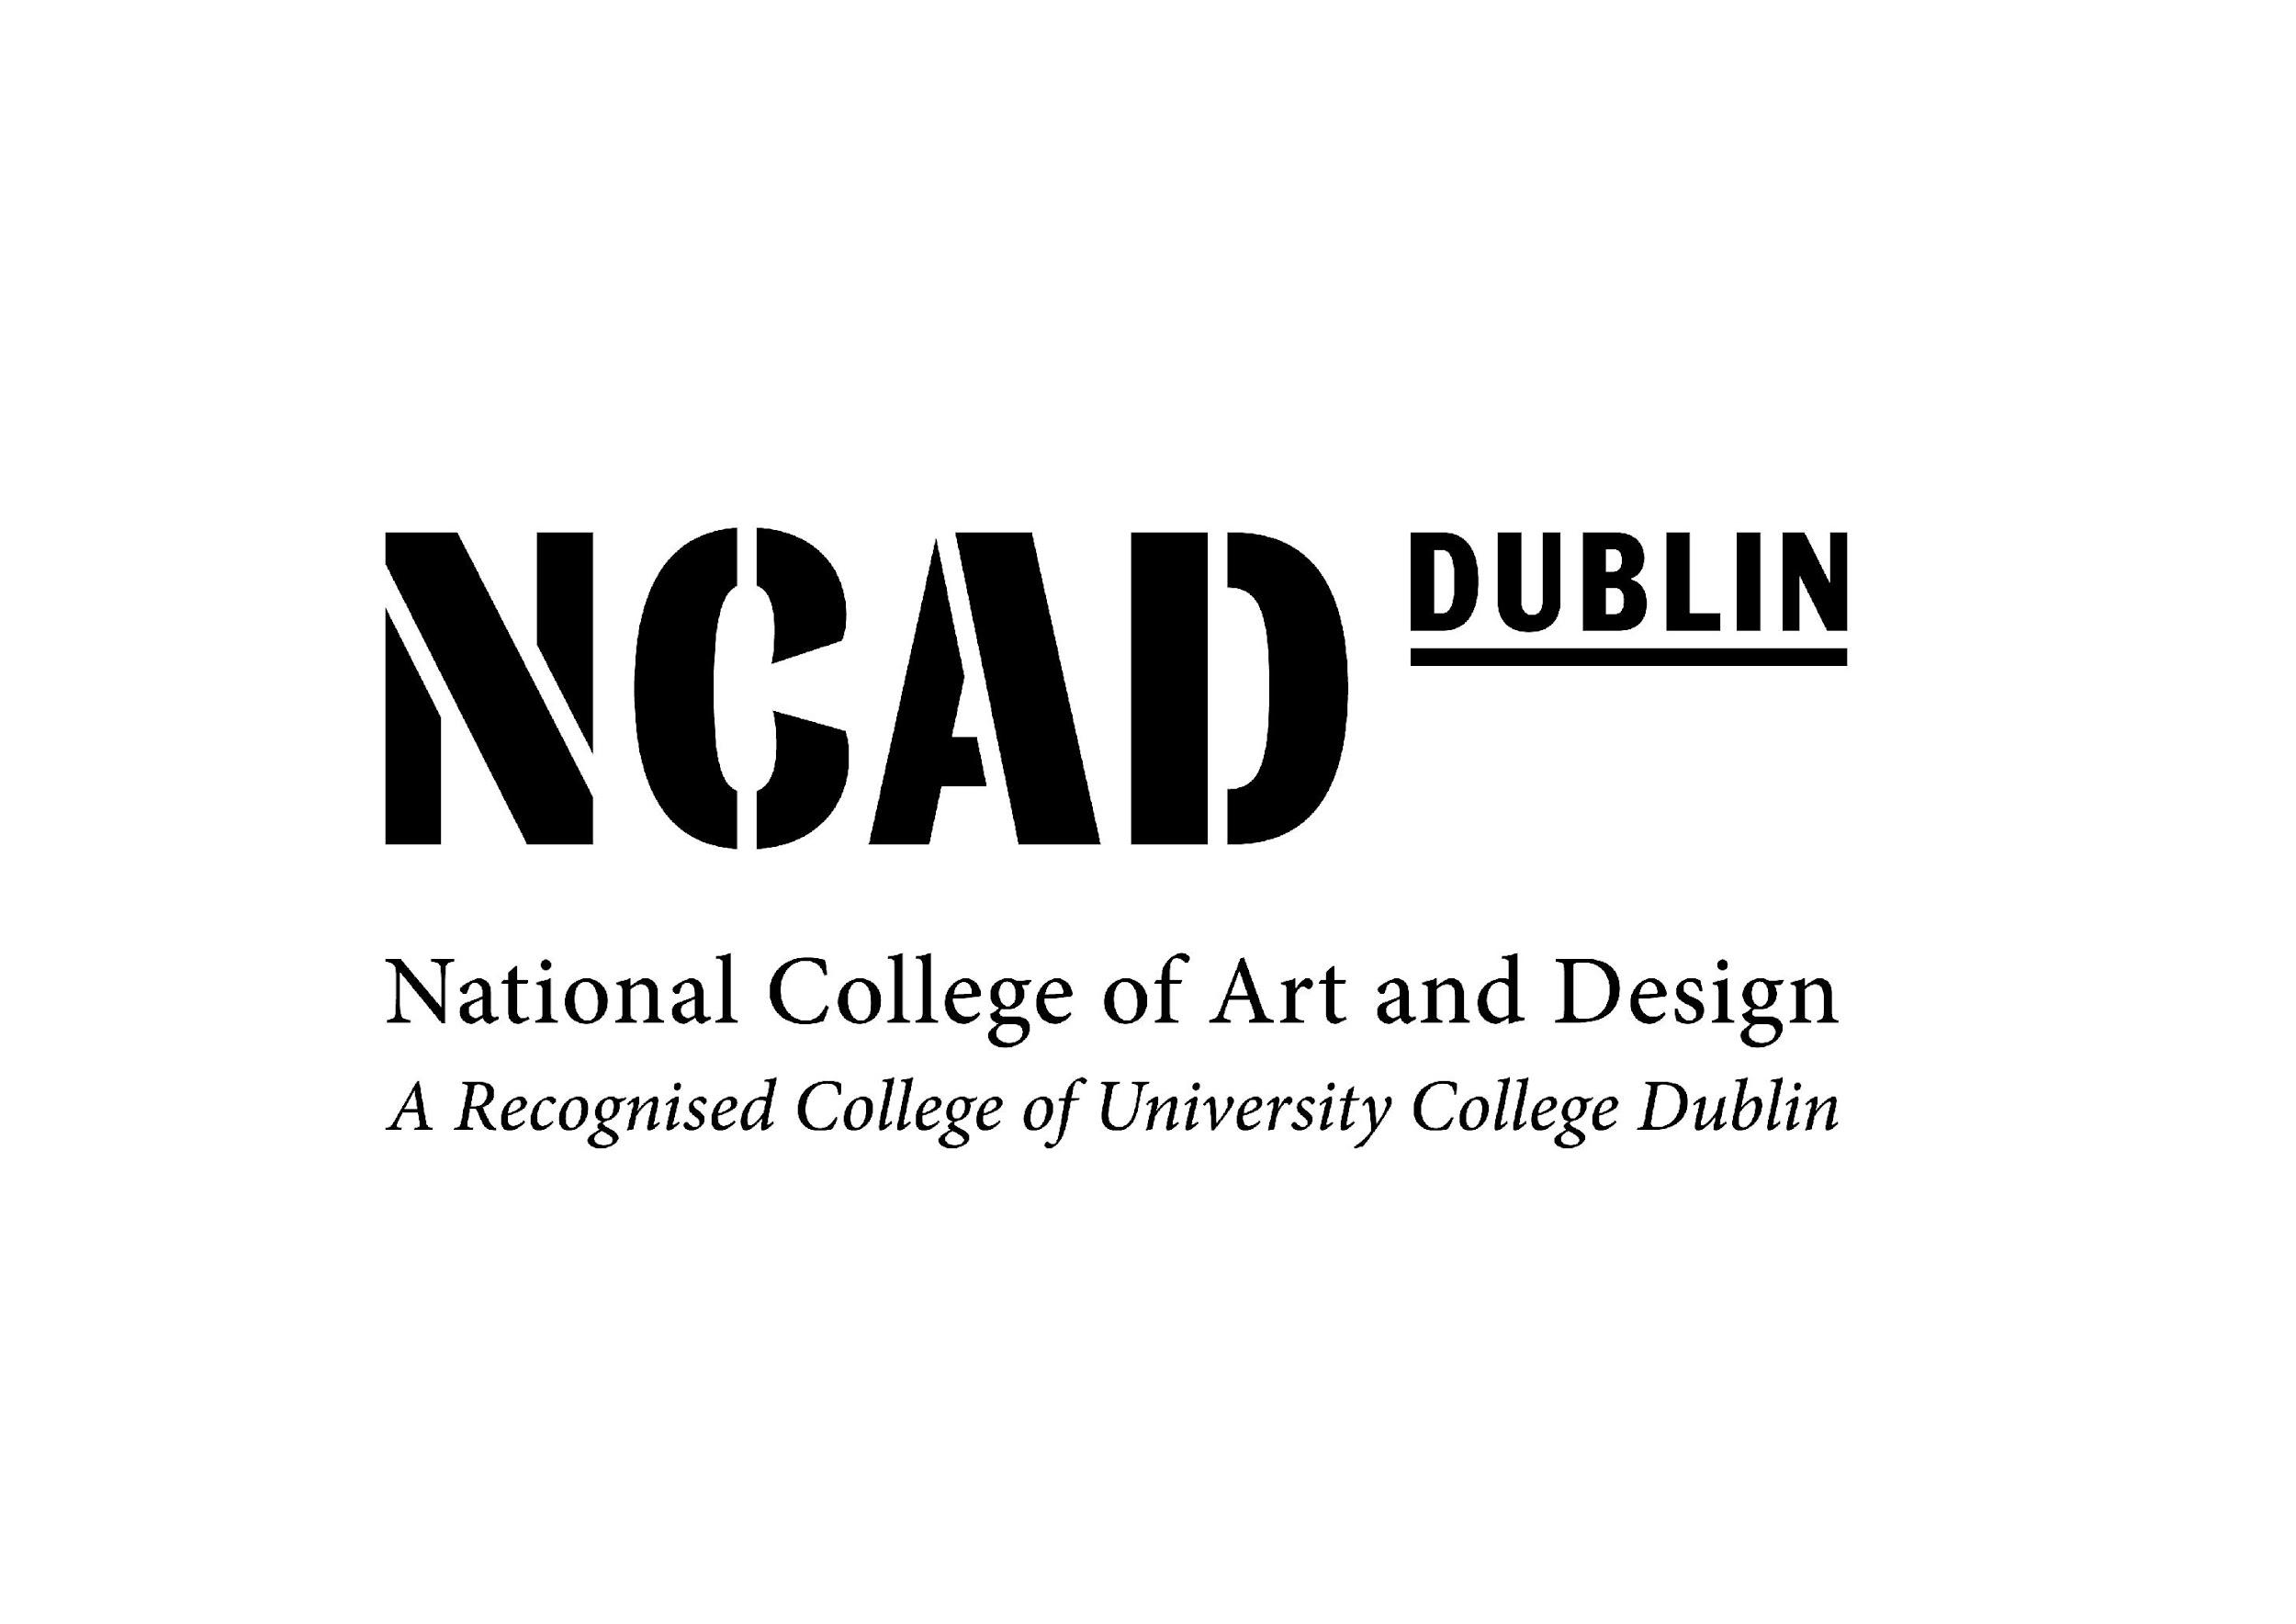 NCAD DUBLIN
National College of Art and Design
A Recognised College of University College Dublin